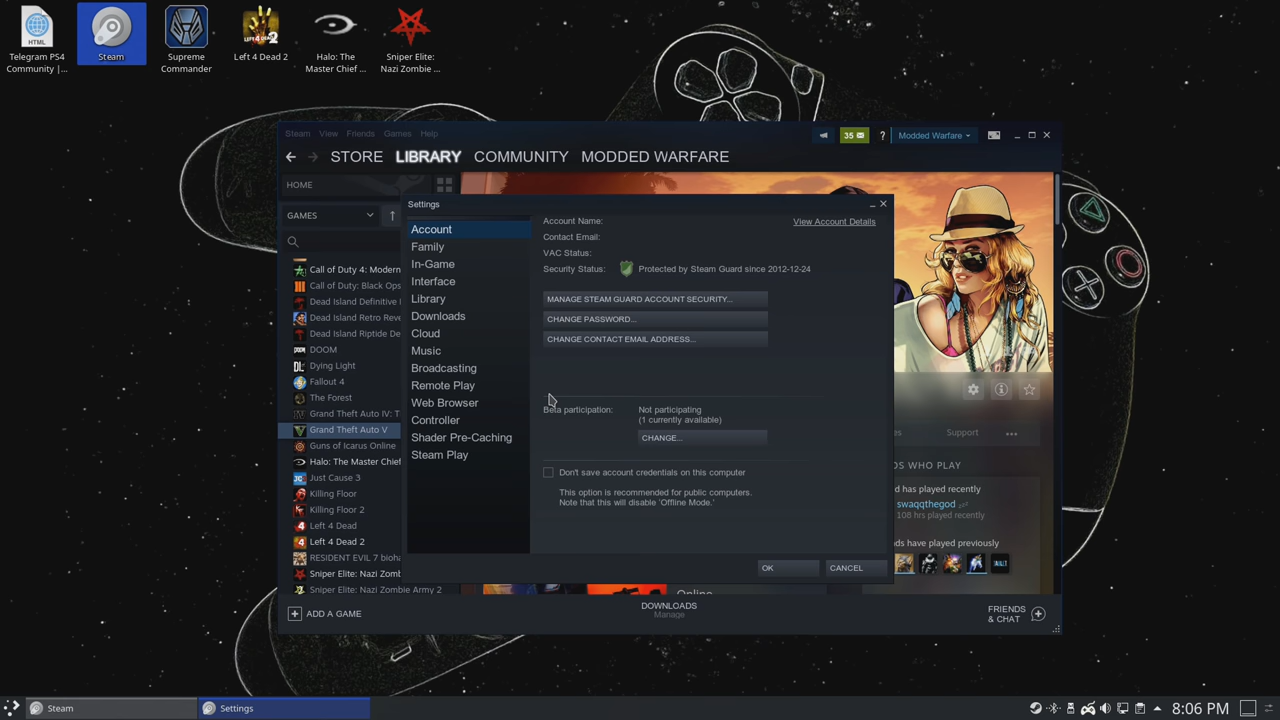 Telegram PS4
Community |...
Steam
Supreme
Commander
Left 4 Dead 2
Halo: The
Master Chief ...
Sniper Elite:
Nazi Zombie ...
Steam View Friends Games Help
35
?
Modded Warfare
STORE LIBRARY COMMUNITY MODDED WARFARE
HOME
GAMES
Call of Duty 4: Modern
Call of Duty: Black Ops
Dead Island Definitive
Dead Island Retro Reve
Dead Island Riptide De
DOOM
Dying Light
Fallout 4
The Forest
Grand Theft Auto IV: T
Grand Theft Auto V
Guns of Icarus Online
Halo: The Master Chief
Just Cause 3
Killing Floor
Killing Floor 2
Left 4 Dead
Left 4 Dead 2
RESIDENT EVIL 7 bioha
Sniper Elite: Nazi Zomb
Sniper Elite: Nazi Zombie Army 2
Settings
Account
Family
In-Game
Interface
Library
Downloads
Cloud
Music
Broadcasting
Remote Play
Web Browser
Controller
Shader Pre-Caching
Steam Play
Account Name:
View Account Details
Contact Email:
VAC Status:
Security Status: Protected by Steam Guard since 2012-12-24
MANAGE STEAM GUARD ACCOUNT SECURITY...
CHANGE PASSWORD...
CHANGE CONTACT EMAIL ADDRESS...
Beta participation: Not participating
(1 currently available)
CHANGE...
Don't save account credentials on this computer
This option is recommended for public computers.
Note that this will disable 'Offline Mode.'
OK CANCEL
es Support ...
DS WHO PLAY
d has played recently
swaqqthegod
108 hrs played recently
nds have played previously
Online
ADD A GAME
DOWNLOADS
Manage
FRIENDS
& CHAT
Steam
Settings
8:06 PM